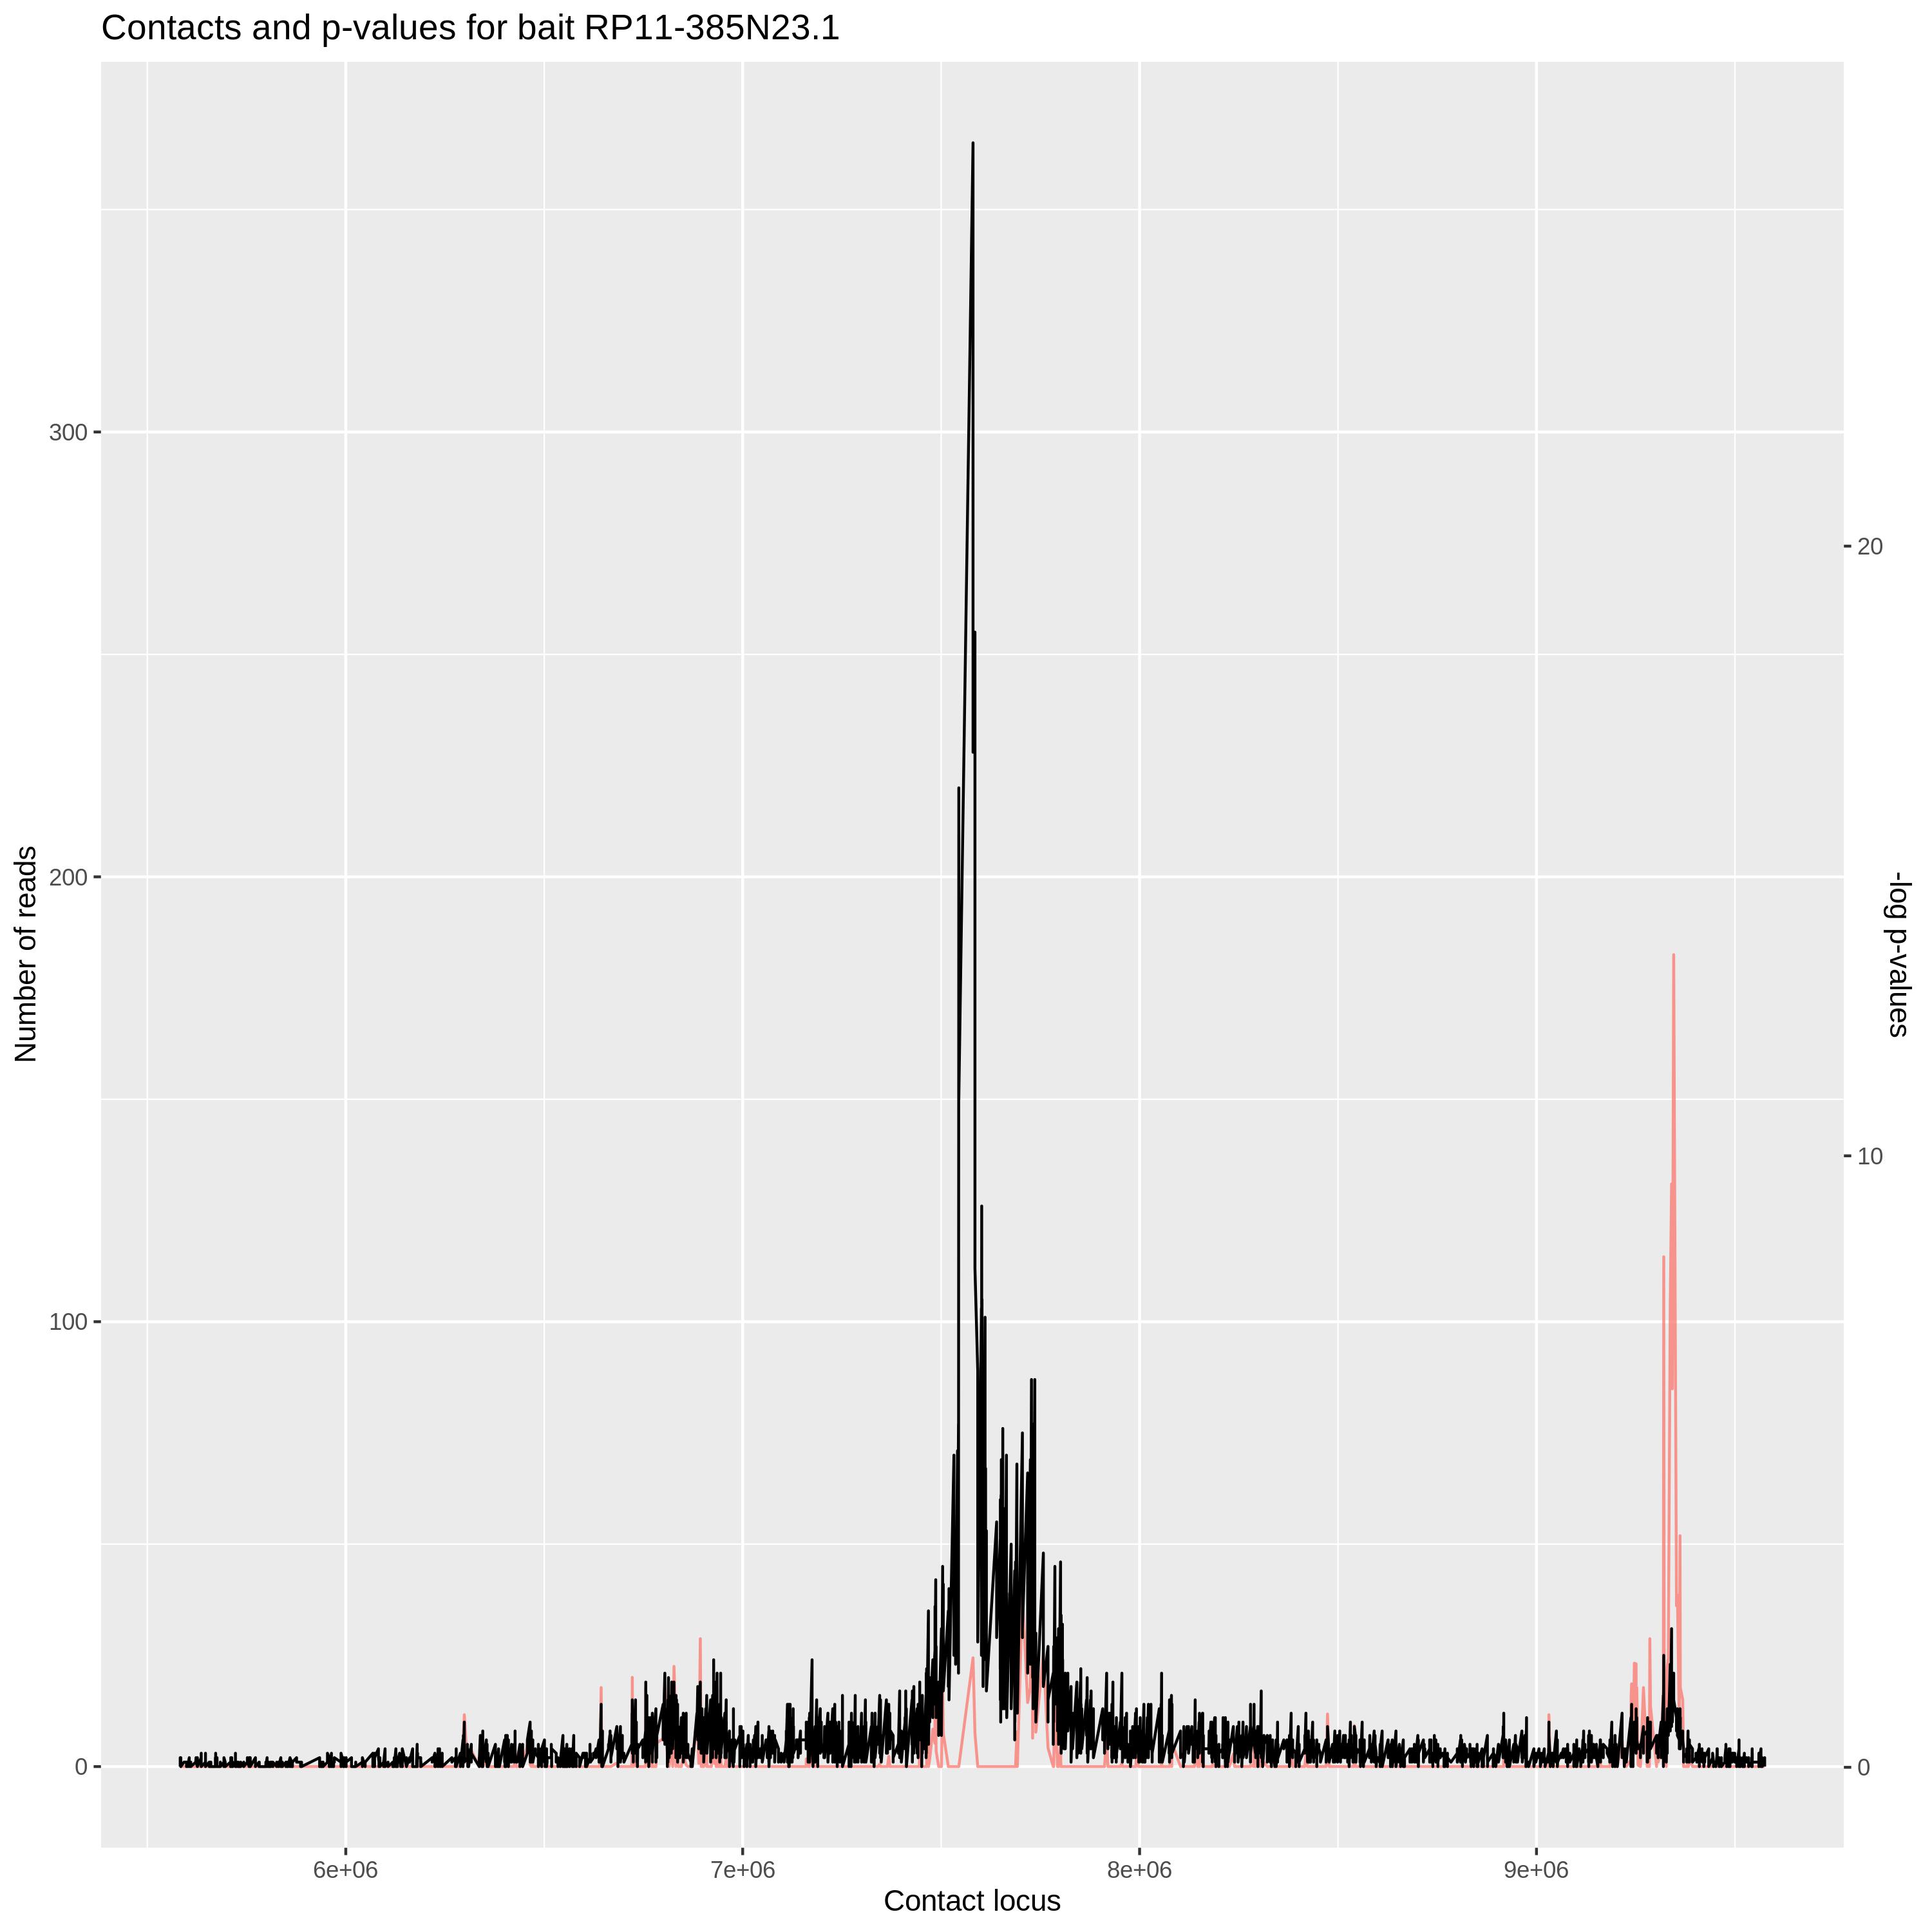 Contacts and p-values for bait RP11-385N23.1
300
200
100
0
Number of reads
20
10
0
-log p-values
6e+06
7e+06
8e+06
9e+06
Contact locus